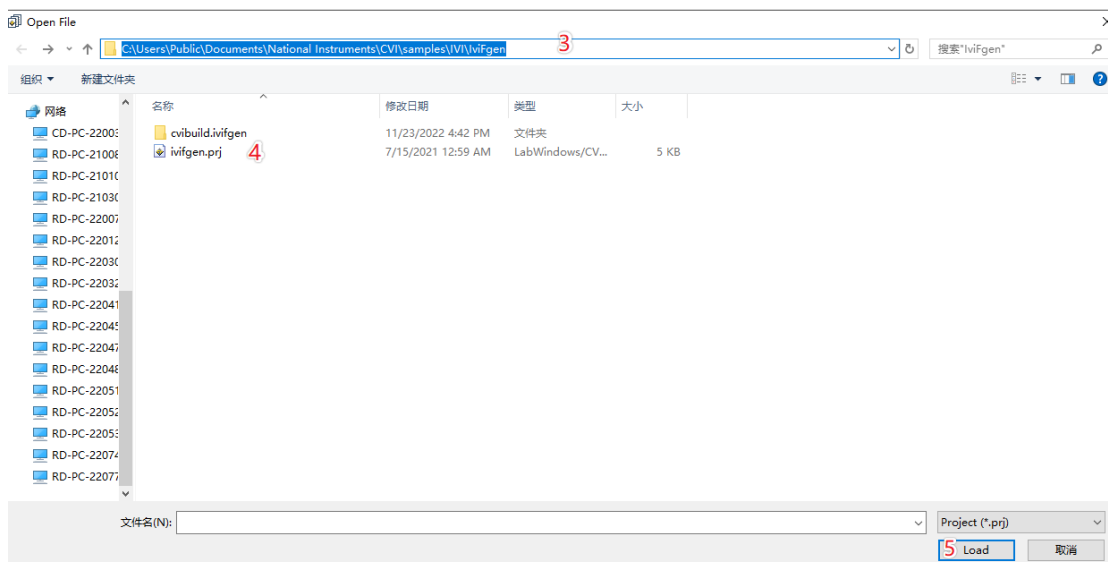 Open File
C:\Users\Public\Documents\National Instruments\CVI\samples\IVI\IviFgen 3 搜索"IviFgen"
组织 新建文件夹
网络 名称 修改日期 类型 大小
CD-PC-22003 cvibuild.ivifgen 11/23/2022 4:42 PM 文件夹
RD-PC-21008 ivifgen.prj 4 7/15/2021 12:59 AM LabWindows/CV... 5 KB
RD-PC-21010
RD-PC-21030
RD-PC-22007
RD-PC-22012
RD-PC-22030
RD-PC-22032
RD-PC-22041
RD-PC-22045
RD-PC-22047
RD-PC-22048
RD-PC-22051
RD-PC-22052
RD-PC-22053
RD-PC-22074
RD-PC-22077
文件名(N): Project (*.prj)
5 Load 取消